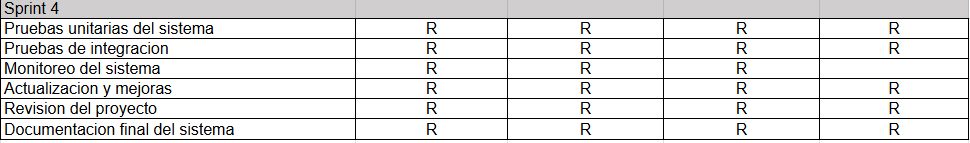 Sprint 4
Pruebas unitarias del sistema R R R R
Pruebas de integracion R R R R
Monitoreo del sistema R R R
Actualizacion y mejoras R R R R
Revision del proyecto R R R R
Documentacion final del sistema R R R R